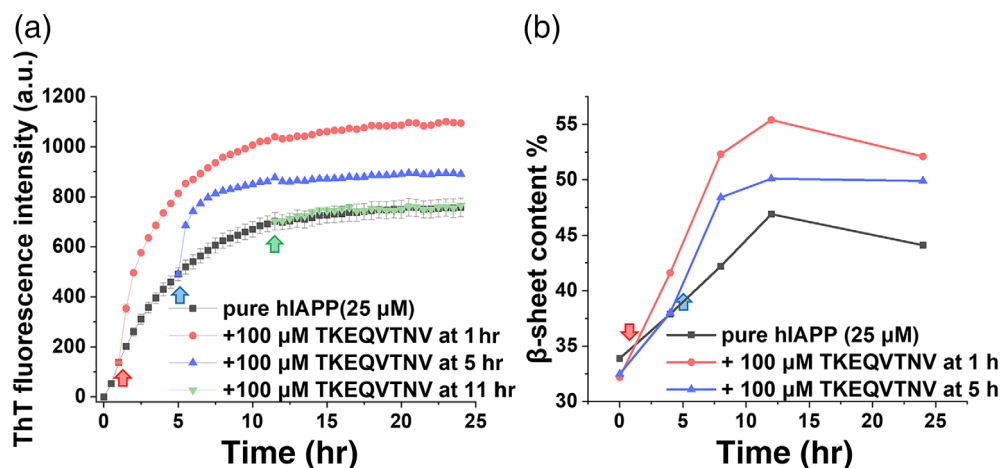 (a)
ThT fluorescence intensity (a.u.)
1200
1000
800
600
400
200
0
0
5
10
15
20
25
Time (hr)
pure hIAPP(25 μM)
+100 μM TKEQVTNV at 1 hr
+100 μM TKEQVTNV at 5 hr
+100 μM TKEQVTNV at 11 hr
(b)
β-sheet content %
55
50
45
40
35
30
0
5
10
15
20
25
Time (hr)
pure hIAPP (25 μM)
+ 100 μM TKEQVTNV at 1 h
+ 100 μM TKEQVTNV at 5 h